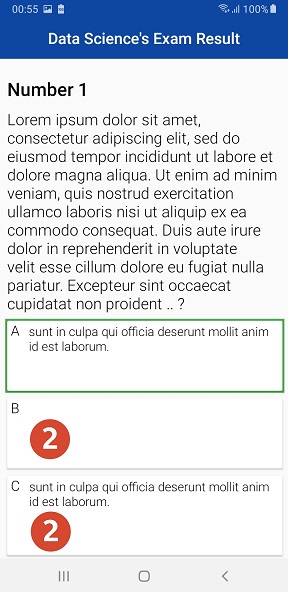 00:55 100%
Data Science's Exam Result
Number 1
Lorem ipsum dolor sit amet,
consectetur adipiscing elit, sed do
eiusmod tempor incididunt ut labore et
dolore magna aliqua. Ut enim ad minim
veniam, quis nostrud exercitation
ullamco laboris nisi ut aliquip ex ea
commodo consequat. Duis aute irure
dolor in reprehenderit in voluptate
velit esse cillum dolore eu fugiat nulla
pariatur. Excepteur sint occaecat
cupidatat non proident .. ?
A sunt in culpa qui officia deserunt mollit anim
id est laborum.
B
2
C sunt in culpa qui officia deserunt mollit anim
id est laborum.
2